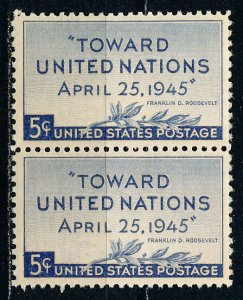 "TOWARD
UNITED NATIONS
APRIL 25, 1945"
FRANKLIN D. ROOSEVELT
5¢ UNITED STATES POSTAGE
"TOWARD
UNITED NATIONS
APRIL 25, 1945"
FRANKLIN D. ROOSEVELT
5¢ UNITED STATES POSTAGE